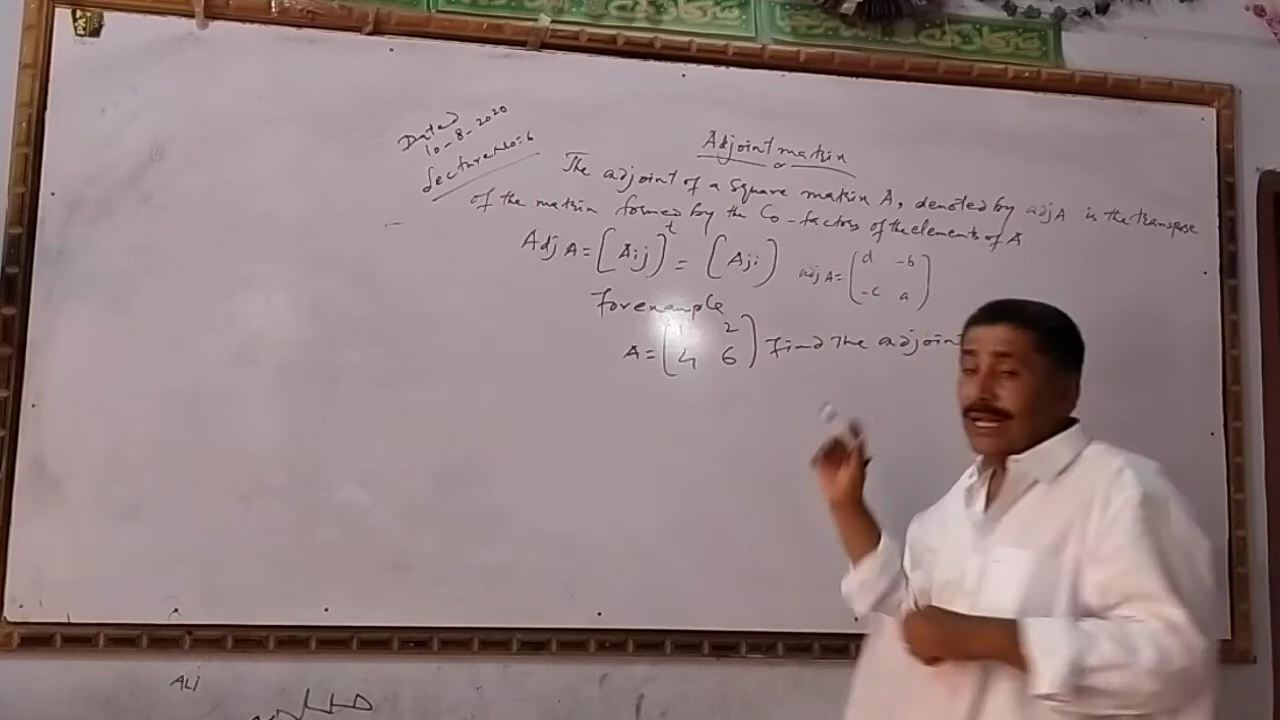 Dated
10-8-2020
Lecture No=6
Adjoint matrix
The adjoint of a square matrix A, denoted by adj A is the transpose
of the matrix formed by the Co-factors of the elements of A
Adj A = [Aij]^t = [Aji]
adj A = [d -b
-c a]
For example
A = [1 2
4 6] Find the adjoint
ALi